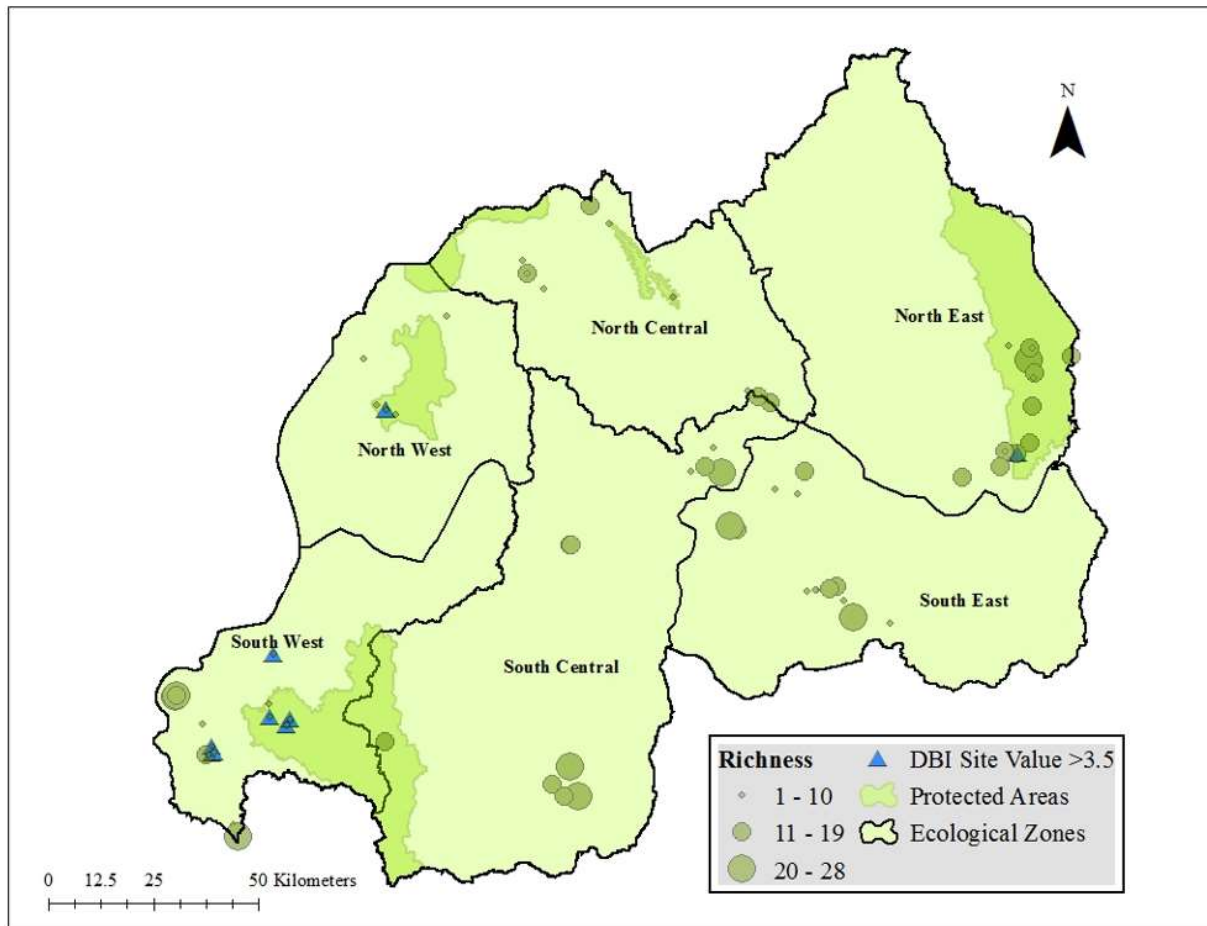 N
North Central
North East
North West
South West
South Central
South East
Richness
1 - 10
11 - 19
20 - 28
DBI Site Value >3.5
Protected Areas
Ecological Zones
0 12.5 25 50 Kilometers